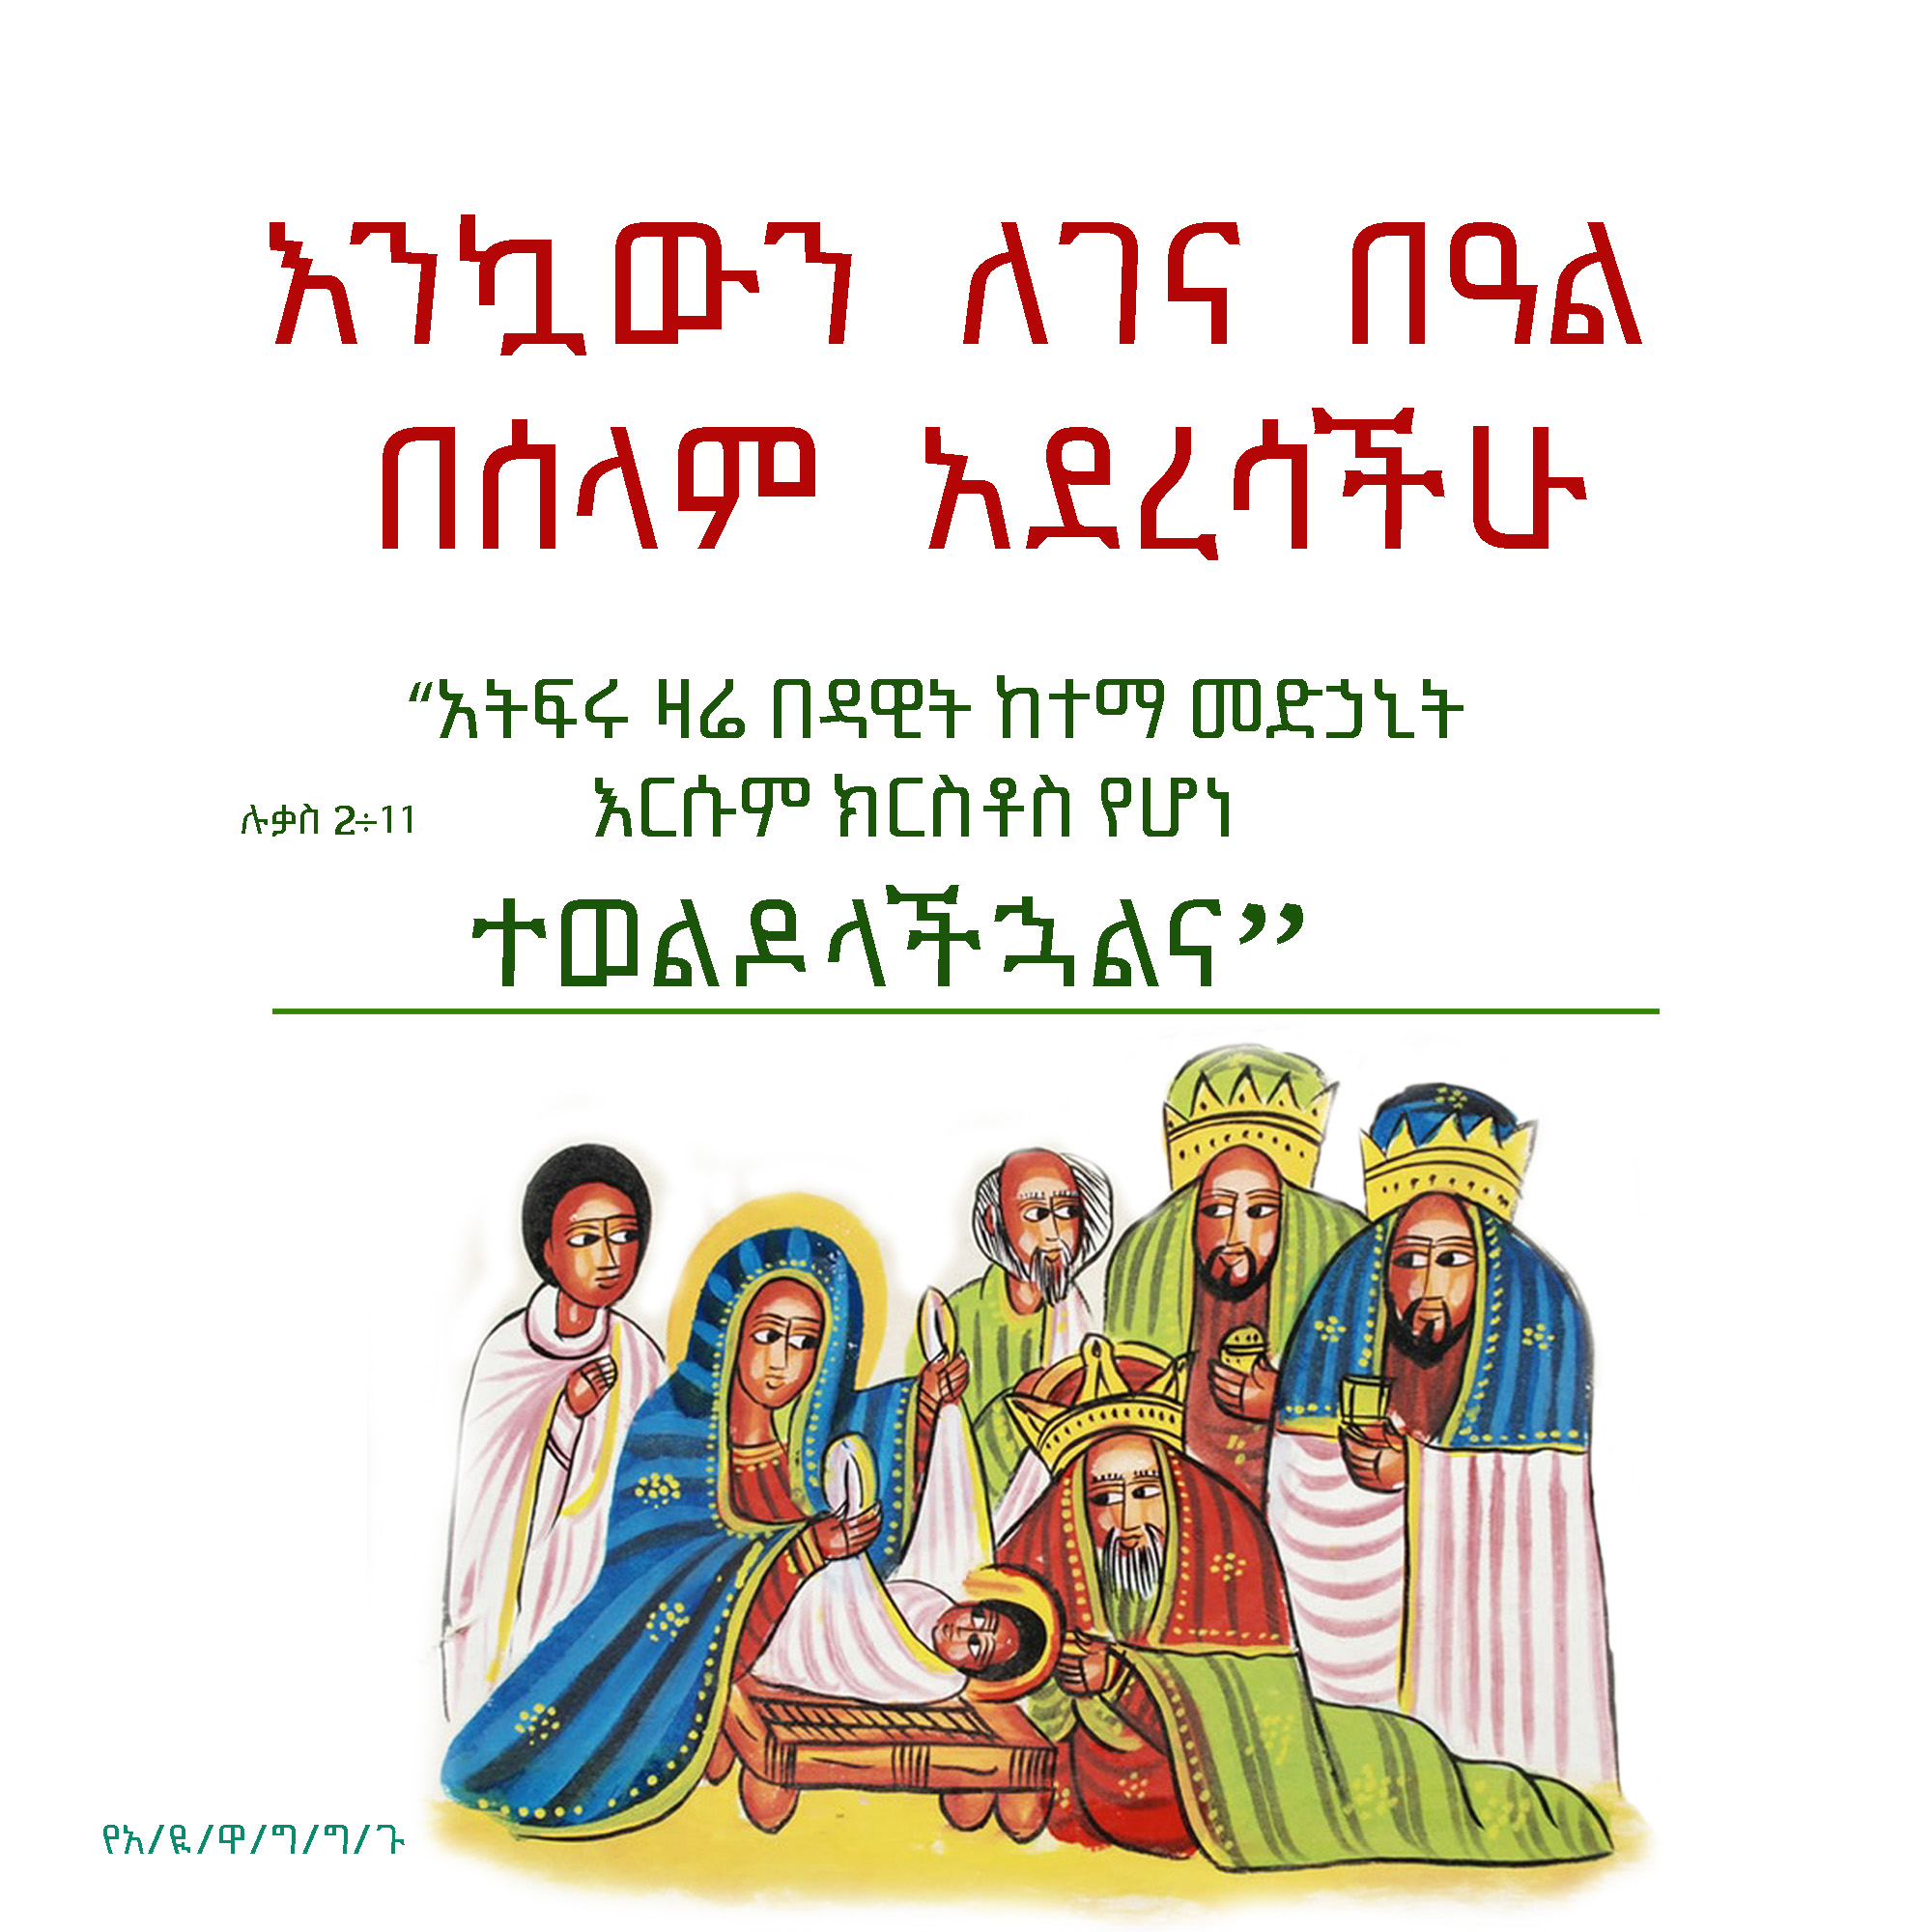 እንኳውን ለገና በዓል
በሰላም አደረሳችሁ
“አትፍሩ ዛሬ በዳዊት ከተማ መድኃኒት
እርሱም ክርስቶስ የሆነ
ሉቃስ 2÷11
ተወልዶላችኋልና”
የአ/ዪ/ዋ/ግ/ግ/ጉ